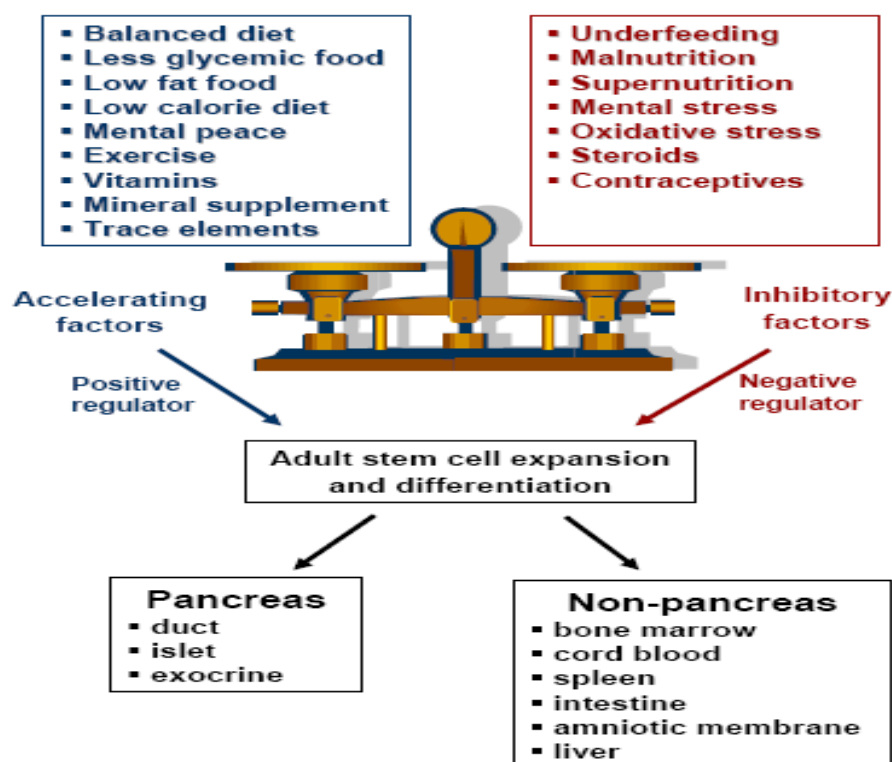 ▪ Balanced diet
▪ Less glycemic food
▪ Low fat food
▪ Low calorie diet
▪ Mental peace
▪ Exercise
▪ Vitamins
▪ Mineral supplement
▪ Trace elements
▪ Underfeeding
▪ Malnutrition
▪ Supernutrition
▪ Mental stress
▪ Oxidative stress
▪ Steroids
▪ Contraceptives
Accelerating
factors
Inhibitory
factors
Positive
regulator
Negative
regulator
Adult stem cell expansion
and differentiation
Pancreas
▪ duct
▪ islet
▪ exocrine
Non-pancreas
▪ bone marrow
▪ cord blood
▪ spleen
▪ intestine
▪ amniotic membrane
▪ liver